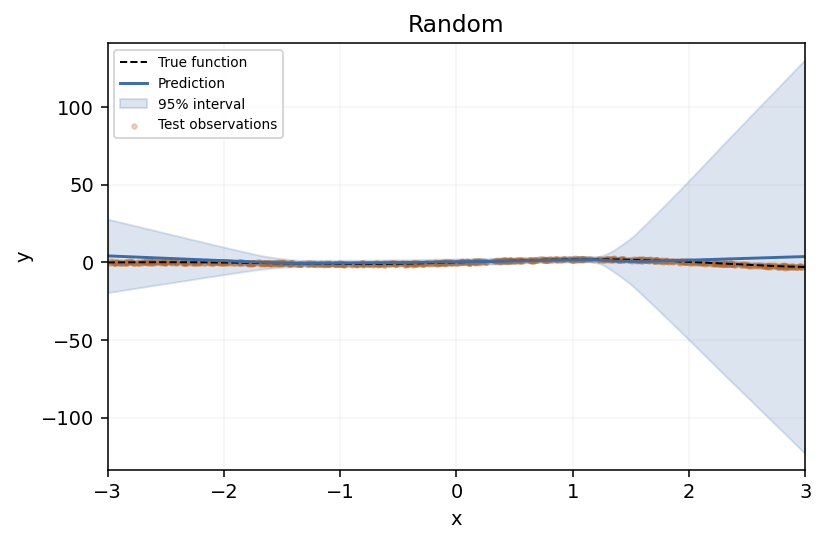 Random
True function
Prediction
95% interval
Test observations
100
50
0
−50
−100
y
−3
−2
−1
0
1
2
3
x